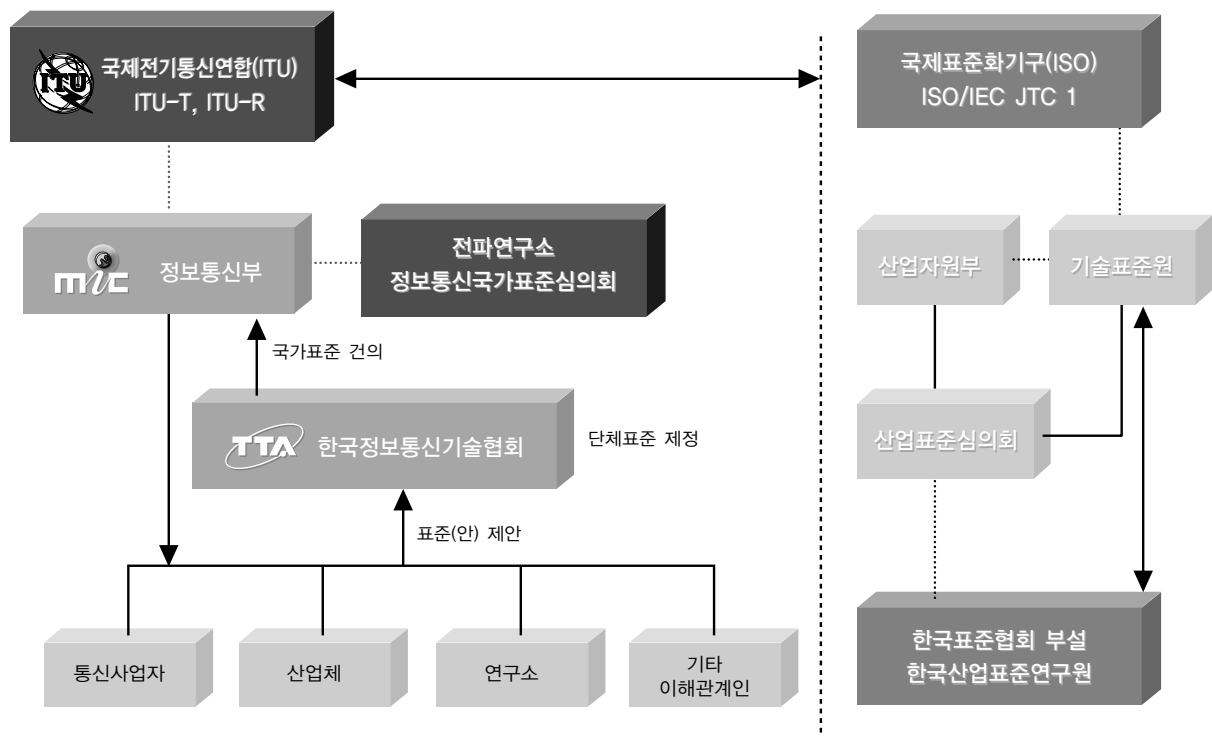 국제전기통신연합(ITU)
ITU-T, ITU-R
ITU
국제표준화기구(ISO)
ISO/IEC JTC 1
mic 정보통신부
전파연구소
정보통신국가표준심의회
산업자원부
기술표준원
국가표준 건의
TTA 한국정보통신기술협회
단체표준 제정
산업표준심의회
표준(안) 제안
통신사업자
산업체
연구소
기타
이해관계인
한국표준협회 부설
한국산업표준연구원